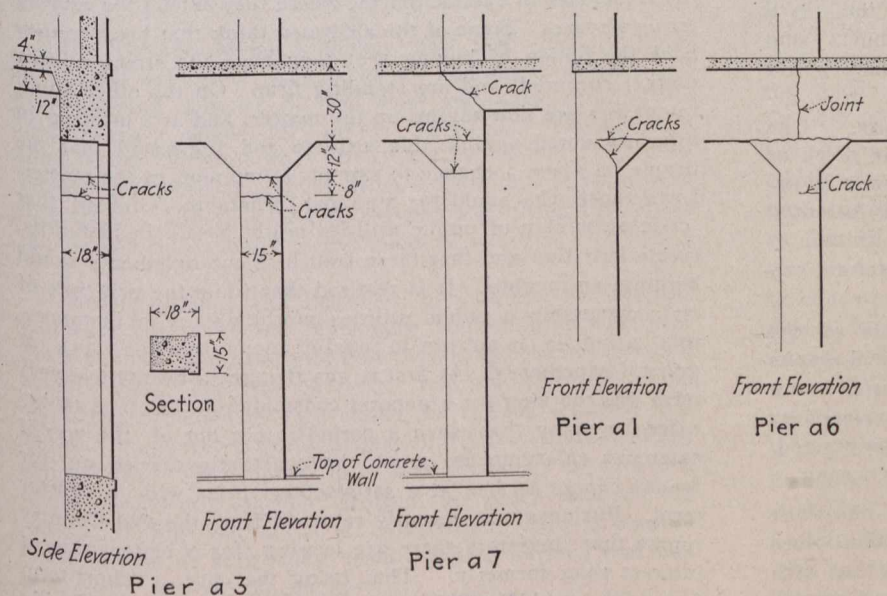 4"
12"
Cracks
18"
30"
12"
8"
Cracks
15"
18"
15"
Section
Crack
Cracks
Cracks
Joint
Crack
Top of Concrete
Wall
Side Elevation
Front Elevation
Pier a3
Front Elevation
Pier a7
Front Elevation
Pier a1
Front Elevation
Pier a6